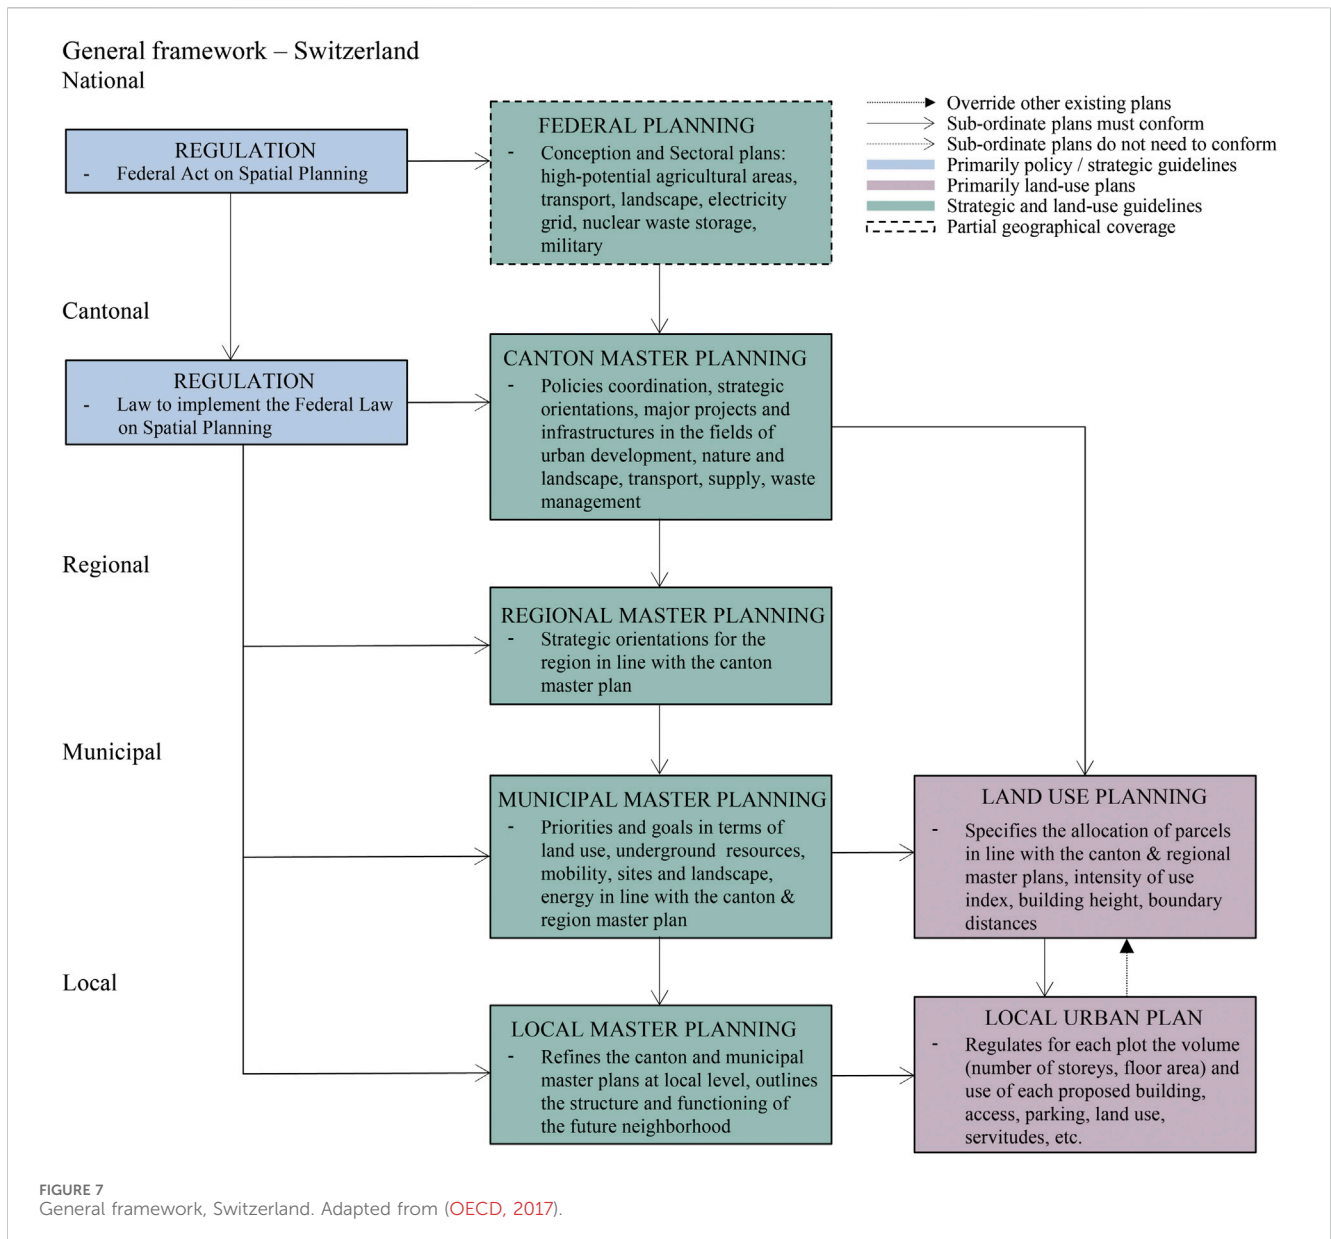 General framework – Switzerland
National
Override other existing plans
Sub-ordinate plans must conform
Sub-ordinate plans do not need to conform
Primarily policy / strategic guidelines
Primarily land-use plans
Strategic and land-use guidelines
Partial geographical coverage
REGULATION
- Federal Act on Spatial Planning
FEDERAL PLANNING
- Conception and Sectoral plans:
high-potential agricultural areas,
transport, landscape, electricity
grid, nuclear waste storage,
military
Cantonal
REGULATION
- Law to implement the Federal Law
on Spatial Planning
CANTON MASTER PLANNING
- Policies coordination, strategic
orientations, major projects and
infrastructures in the fields of
urban development, nature and
landscape, transport, supply, waste
management
Regional
REGIONAL MASTER PLANNING
- Strategic orientations for the
region in line with the canton
master plan
Municipal
MUNICIPAL MASTER PLANNING
- Priorities and goals in terms of
land use, underground resources,
mobility, sites and landscape,
energy in line with the canton &
region master plan
LAND USE PLANNING
- Specifies the allocation of parcels
in line with the canton & regional
master plans, intensity of use
index, building height, boundary
distances
Local
LOCAL MASTER PLANNING
- Refines the canton and municipal
master plans at local level, outlines
the structure and functioning of
the future neighborhood
LOCAL URBAN PLAN
- Regulates for each plot the volume
(number of storeys, floor area) and
use of each proposed building,
access, parking, land use,
servitudes, etc.
FIGURE 7
General framework, Switzerland. Adapted from (OECD, 2017).